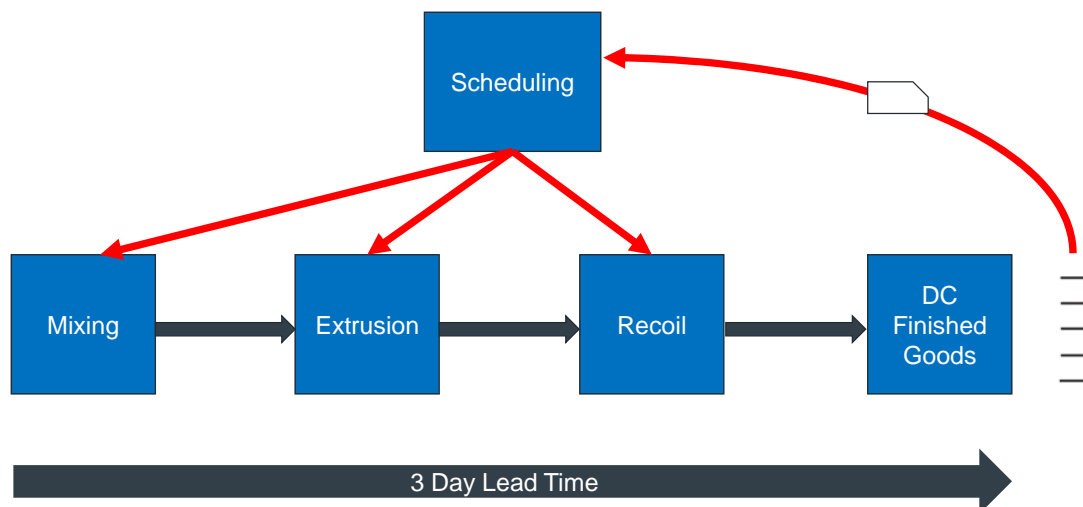 Scheduling
Mixing
Extrusion
Recoil
DC
Finished
Goods
3 Day Lead Time